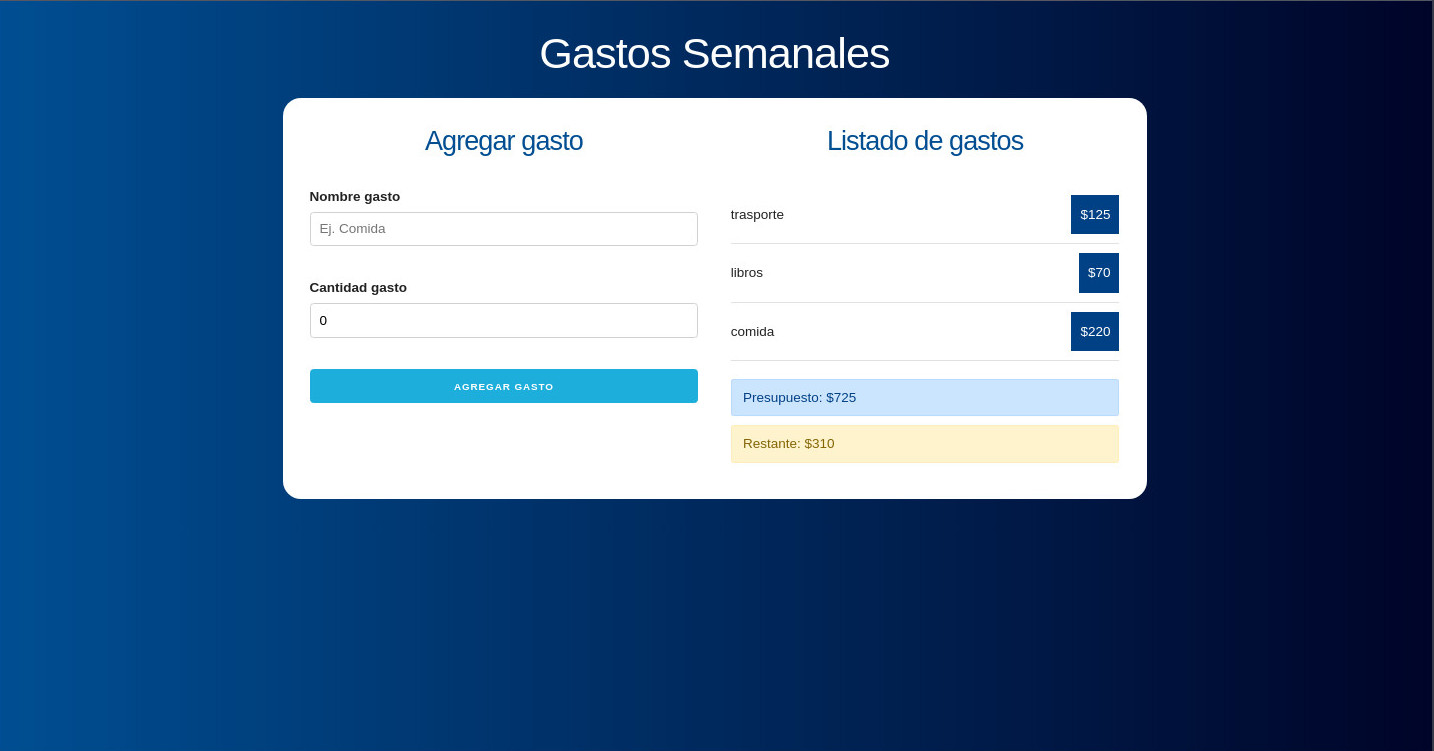 Gastos Semanales
Agregar gasto
Nombre gasto
Ej. Comida
Cantidad gasto
0
AGREGAR GASTO
Listado de gastos
trasporte $125
libros $70
comida $220
Presupuesto: $725
Restante: $310